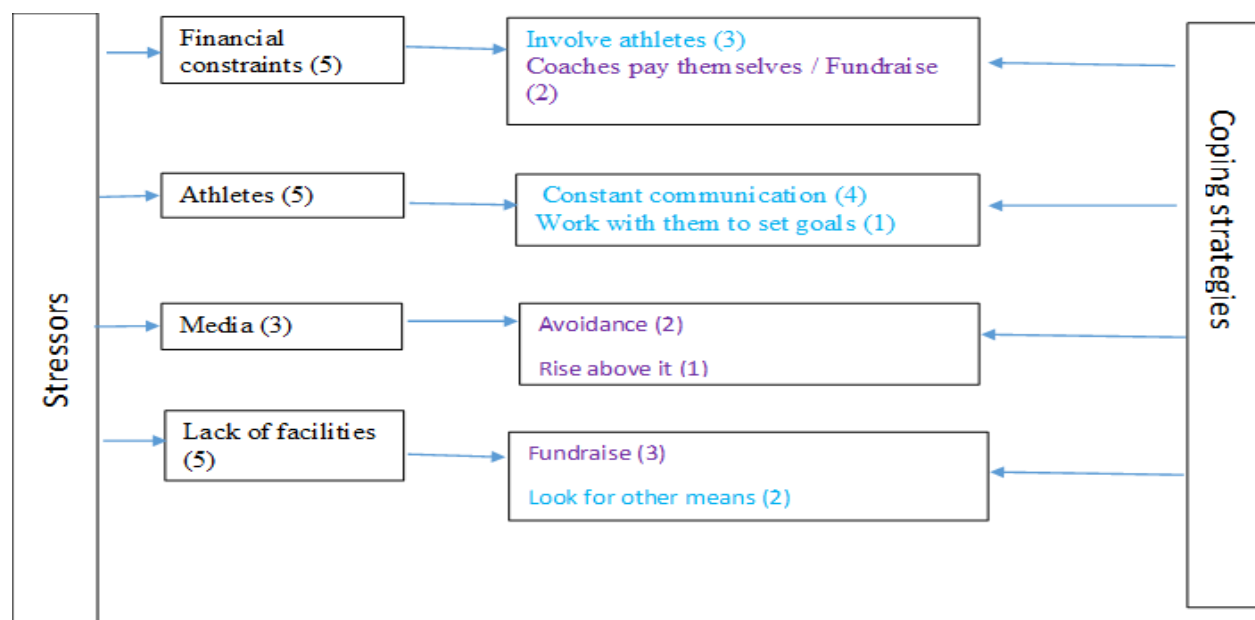 Stressors
Financial
constraints (5)
Involve athletes (3)
Coaches pay themselves / Fundraise
(2)
Athletes (5)
Constant communication (4)
Work with them to set goals (1)
Media (3)
Avoidance (2)
Rise above it (1)
Lack of facilities
(5)
Fundraise (3)
Look for other means (2)
Coping strategies